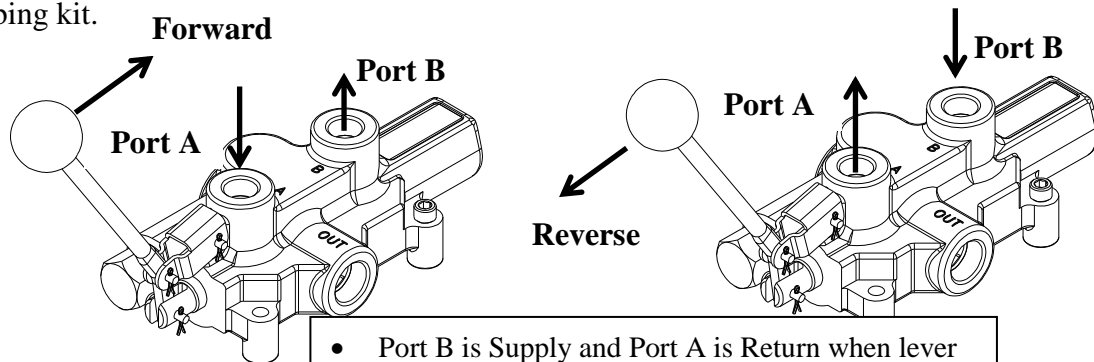 ping kit.
Forward
Port B
Port A
B
A
OUT
Port B
Port A
B
A
OUT
Reverse
• Port B is Supply and Port A is Return when lever